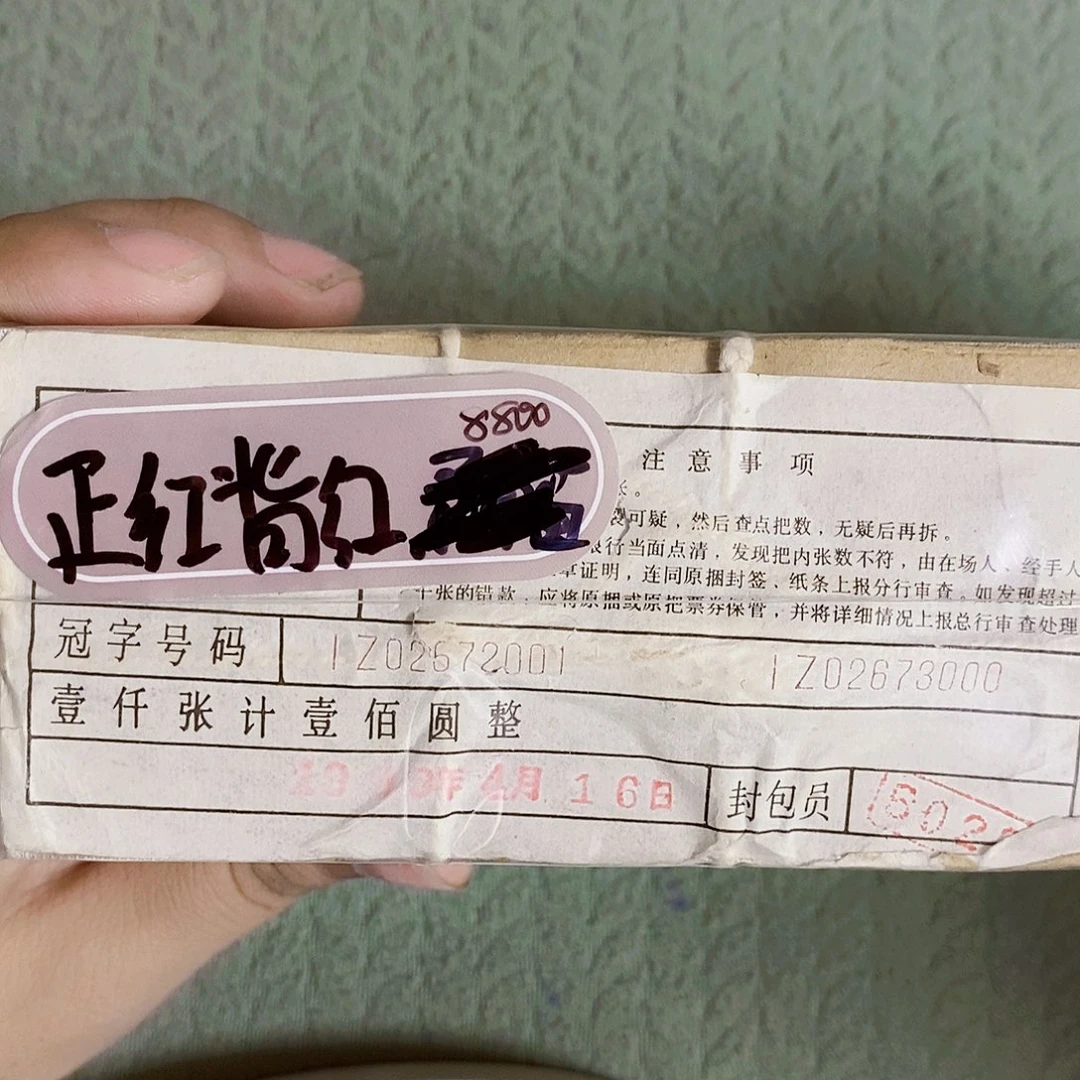 8800
正红背幻
注意事项
张。
可疑，然后查点把数，无疑后再拆。
银行当面点清，发现把内张数不符，由在场人、经手人
章证明，连同原捆封签、纸条上报分行审查。如发现超过
十张的错款，应将原捆或原把票券保管，并将详细情况上报总行审查处理
冠字号码 IZ02672001 IZ02673000
壹仟张计壹佰圆整
4月16日 封包员 602